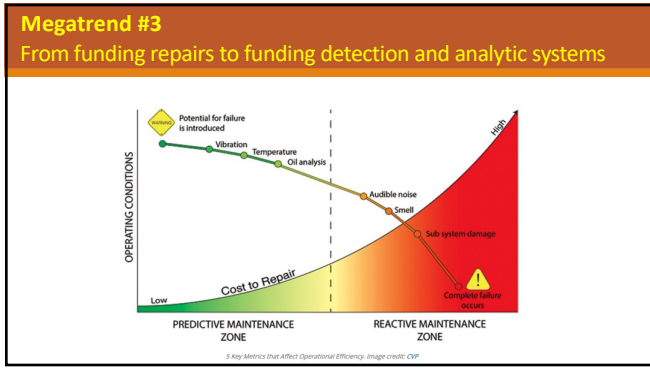 Megatrend #3
From funding repairs to funding detection and analytic systems
WARNING
Potential for failure
is introduced
Vibration
Temperature
Oil analysis
Audible noise
Smell
Sub system damage
Complete failure
occurs
!
High
Low
Cost to Repair
OPERATING CONDITIONS
PREDICTIVE MAINTENANCE
ZONE
REACTIVE MAINTENANCE
ZONE
5 Key Metrics that Affect Operational Efficiency. Image credit: CVP